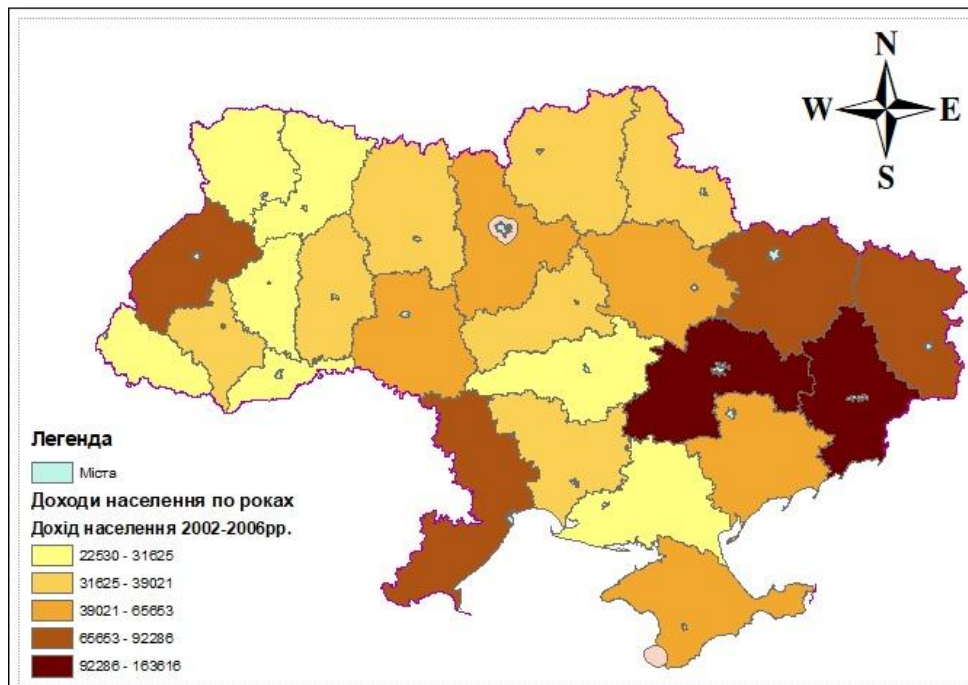 N
W E
S
Легенда
Міста
Доходи населення по роках
Дохід населення 2002-2006рр.
22530 - 31625
31625 - 39021
39021 - 65653
65653 - 92286
92286 - 163616